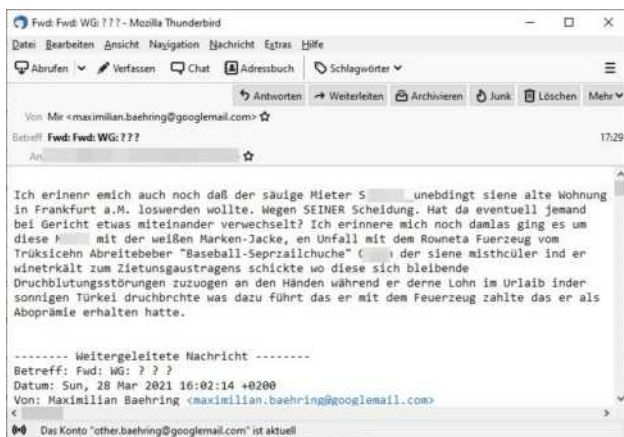 Fwd: Fwd: WG: ? ? ? - Mozilla Thunderbird
Datei Bearbeiten Ansicht Navigation Nachricht Extras Hilfe
Abrufen Verfassen Chat Adressbuch Schlagwörter
Antworten Weiterleiten Archivieren Junk Löschen Mehr
Von Mir <maximilian.baehring@googlemail.com>
Betreff Fwd: Fwd: WG: ? ? ? 17:29
An
Ich erinenr emich auch noch daß der säuige Mieter S unebdingt siene alte Wohnung
in Frankfurt a.M. loswerden wollte. Wegen SEINER Scheidung. Hat da eventuell jemand
bei Gericht etwas miteinander verwechselt? Ich erinnere mich noch damlas ging es um
diese mit der weißen Marken-Jacke, en Unfall mit dem Rowneta Fuerzeug vom
Trüksicehn Abreitebeber "Baseball-Seprzailchuche" ( der siene misthcüler ind er
winetrkält zum Zietunsgaustragens schickte wo diese sich bleibende
Druchblutungsstörungen zuzuogen an den Händen während er derne Lohn im Urlaib inder
sonnigen Türkei druchbrchte was dazu führt das er mit dem Feuerzeug zahlte das er als
Aboprämie erhalten hatte.
-------- Weitergeleitete Nachricht --------
Betreff: Fwd: WG: ? ? ?
Datum: Sun, 28 Mar 2021 16:02:14 +0200
Von: Maximilian Baehring <maximilian.baehring@googlemail.com>
Das Konto "other.baehring@googlemail.com" ist aktuell